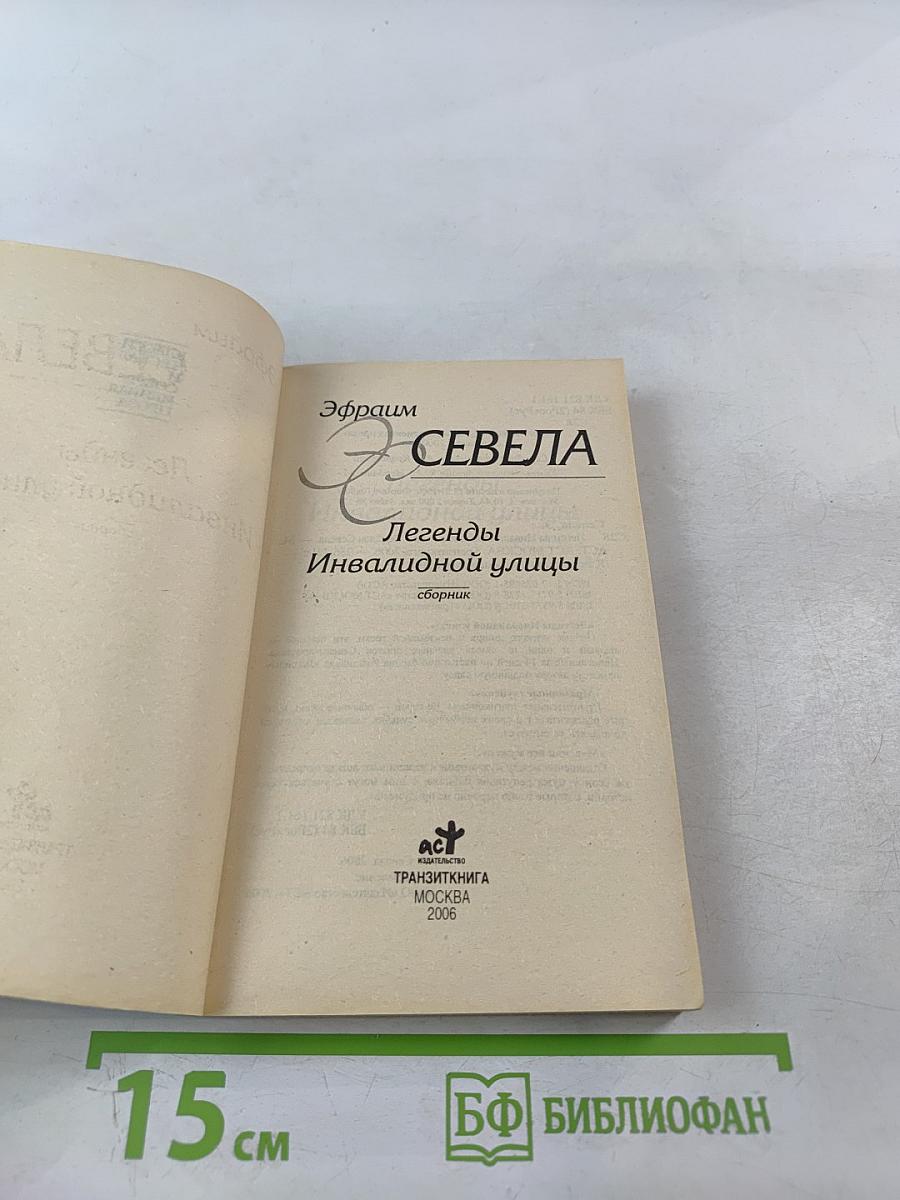 Эфраим
СЕВЕЛА
Легенды
Инвалидной улицы
сборник
аст
ИЗДАТЕЛЬСТВО
ТРАНЗИТКНИГА
МОСКВА
2006
15 см
БФ БИБЛИОФАН